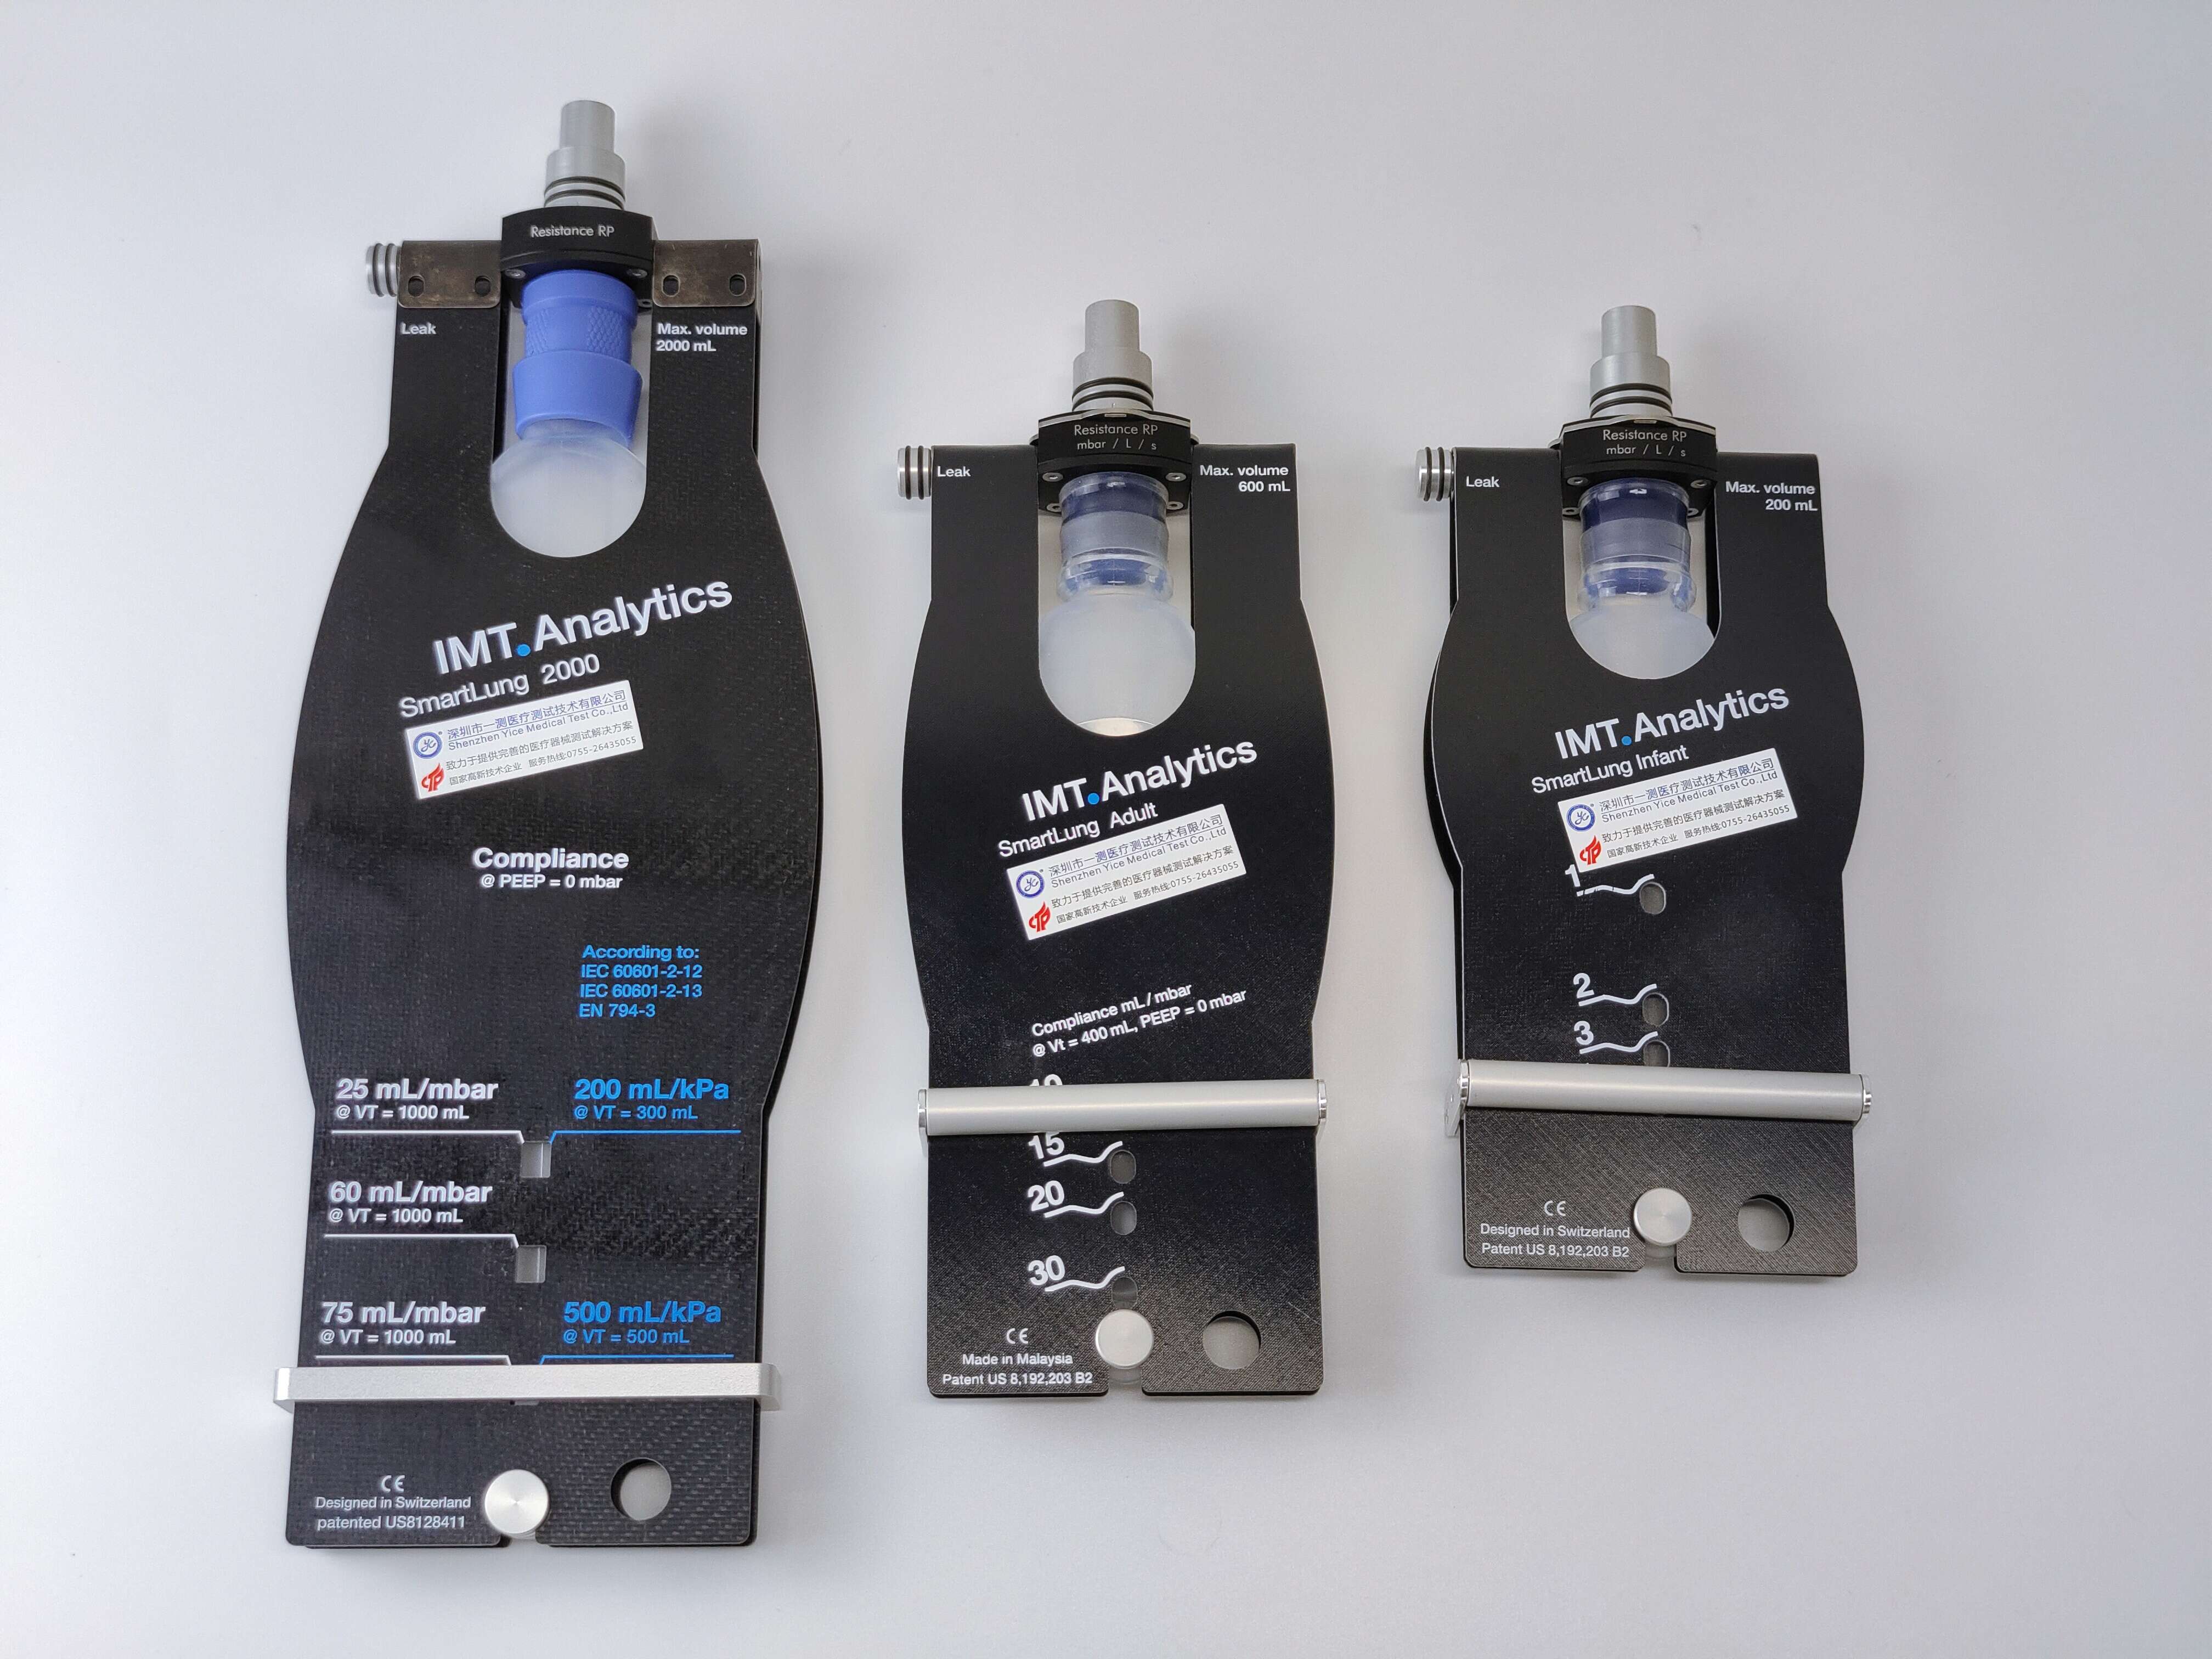 Resistance RP
Leak
Max. volume
2000 mL
IMT.Analytics
SmartLung 2000
深圳市一测医疗测试技术有限公司
Shenzhen Yice Medical Test Co.,Ltd
致力于提供完善的医疗器械测试解决方案
国家高新技术企业 服务热线:0755-26435055
Compliance
@ PEEP = 0 mbar
According to:
IEC 60601-2-12
IEC 60601-2-13
EN 794-3
25 mL/mbar
@ VT = 1000 mL
200 mL/kPa
@ VT = 300 mL
60 mL/mbar
@ VT = 1000 mL
75 mL/mbar
@ VT = 1000 mL
500 mL/kPa
@ VT = 500 mL
CE
Designed in Switzerland
patented US8128411
Resistance RP
mbar / L / s
Leak
Max. volume
600 mL
IMT.Analytics
SmartLung Adult
深圳市一测医疗测试技术有限公司
Shenzhen Yice Medical Test Co.,Ltd
致力于提供完善的医疗器械测试解决方案
国家高新技术企业 服务热线:0755-26435055
Compliance mL / mbar
@ Vt = 400 mL, PEEP = 0 mbar
15
20
30
CE
Made in Malaysia
Patent US 8,192,203 B2
Resistance RP
mbar / L / s
Leak
Max. volume
200 mL
IMT.Analytics
SmartLung Infant
深圳市一测医疗测试技术有限公司
Shenzhen Yice Medical Test Co.,Ltd
致力于提供完善的医疗器械测试解决方案
国家高新技术企业 服务热线:0755-26435055
1
2
3
CE
Designed in Switzerland
Patent US 8,192,203 B2